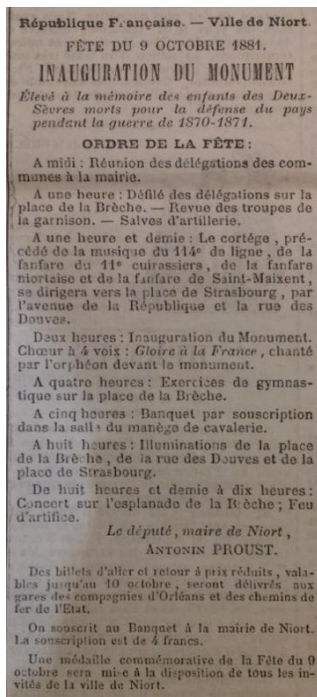 République Française. — Ville de Niort.
FÊTE DU 9 OCTOBRE 1881.
INAUGURATION DU MONUMENT
Élevé à la mémoire des enfants des Deux-
Sèvres morts pour la défense du pays
pendant la guerre de 1870-1871.
ORDRE DE LA FÊTE :
A midi : Réunion des délégations des com-
munes à la mairie.
A une heure : Défilé des délégations sur la
place de la Brèche. — Revue des troupes de
la garnison. — Salves d'artillerie.
A une heure et demie : Le cortége, pré-
cédé de la musique du 114e de ligne, de la
fanfare du 11e cuirassiers, de la fanfare
niortaise et de la fanfare de Saint-Maixent,
se dirigera vers la place de Strasbourg, par
l'avenue de la République et la rue des
Douves.
Deux heures : Inauguration du Monument.
Chœur à 4 voix : Gloire à la France, chanté
par l'orphéon devant le monument.
A quatre heures : Exercices de gymnas-
tique sur la place de la Brèche.
A cinq heures : Banquet par souscription
dans la salle du manège de cavalerie.
A huit heures : Illuminations de la place
de la Brèche, de la rue des Douves et de la
place de Strasbourg.
De huit heures et demie à dix heures :
Concert sur l'esplanade de la Brèche ; Feu
d'artifice.
Le député, maire de Niort,
ANTONIN PROUST.
Des billets d'aller et retour à prix réduits, vala-
bles jusqu'au 10 octobre, seront délivrés aux
gares des compagnies d'Orléans et des chemins de
fer de l'Etat.
On souscrit au Banquet à la mairie de Niort.
La souscription est de 4 francs.
Une médaille commémorative de la Fête du 9
octobre sera mise à la disposition de tous les in-
vités de la ville de Niort.